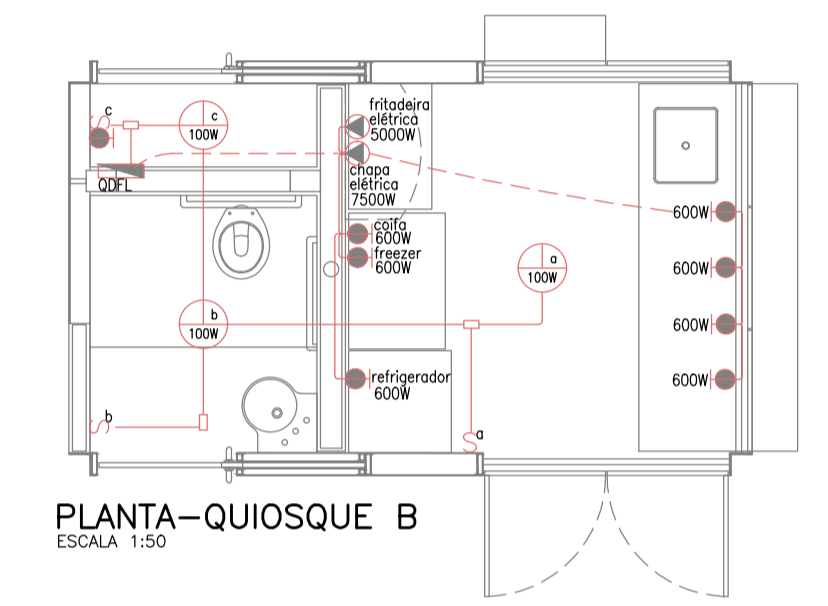 fritadeira
elétrica
5000W
c
c
100W
chapa
elétrica
7500W
QDFL
600W
coifa
600W
freezer
600W
a
100W
600W
b
100W
600W
refrigerador
600W
600W
b
a
PLANTA-QUIOSQUE B
ESCALA 1:50